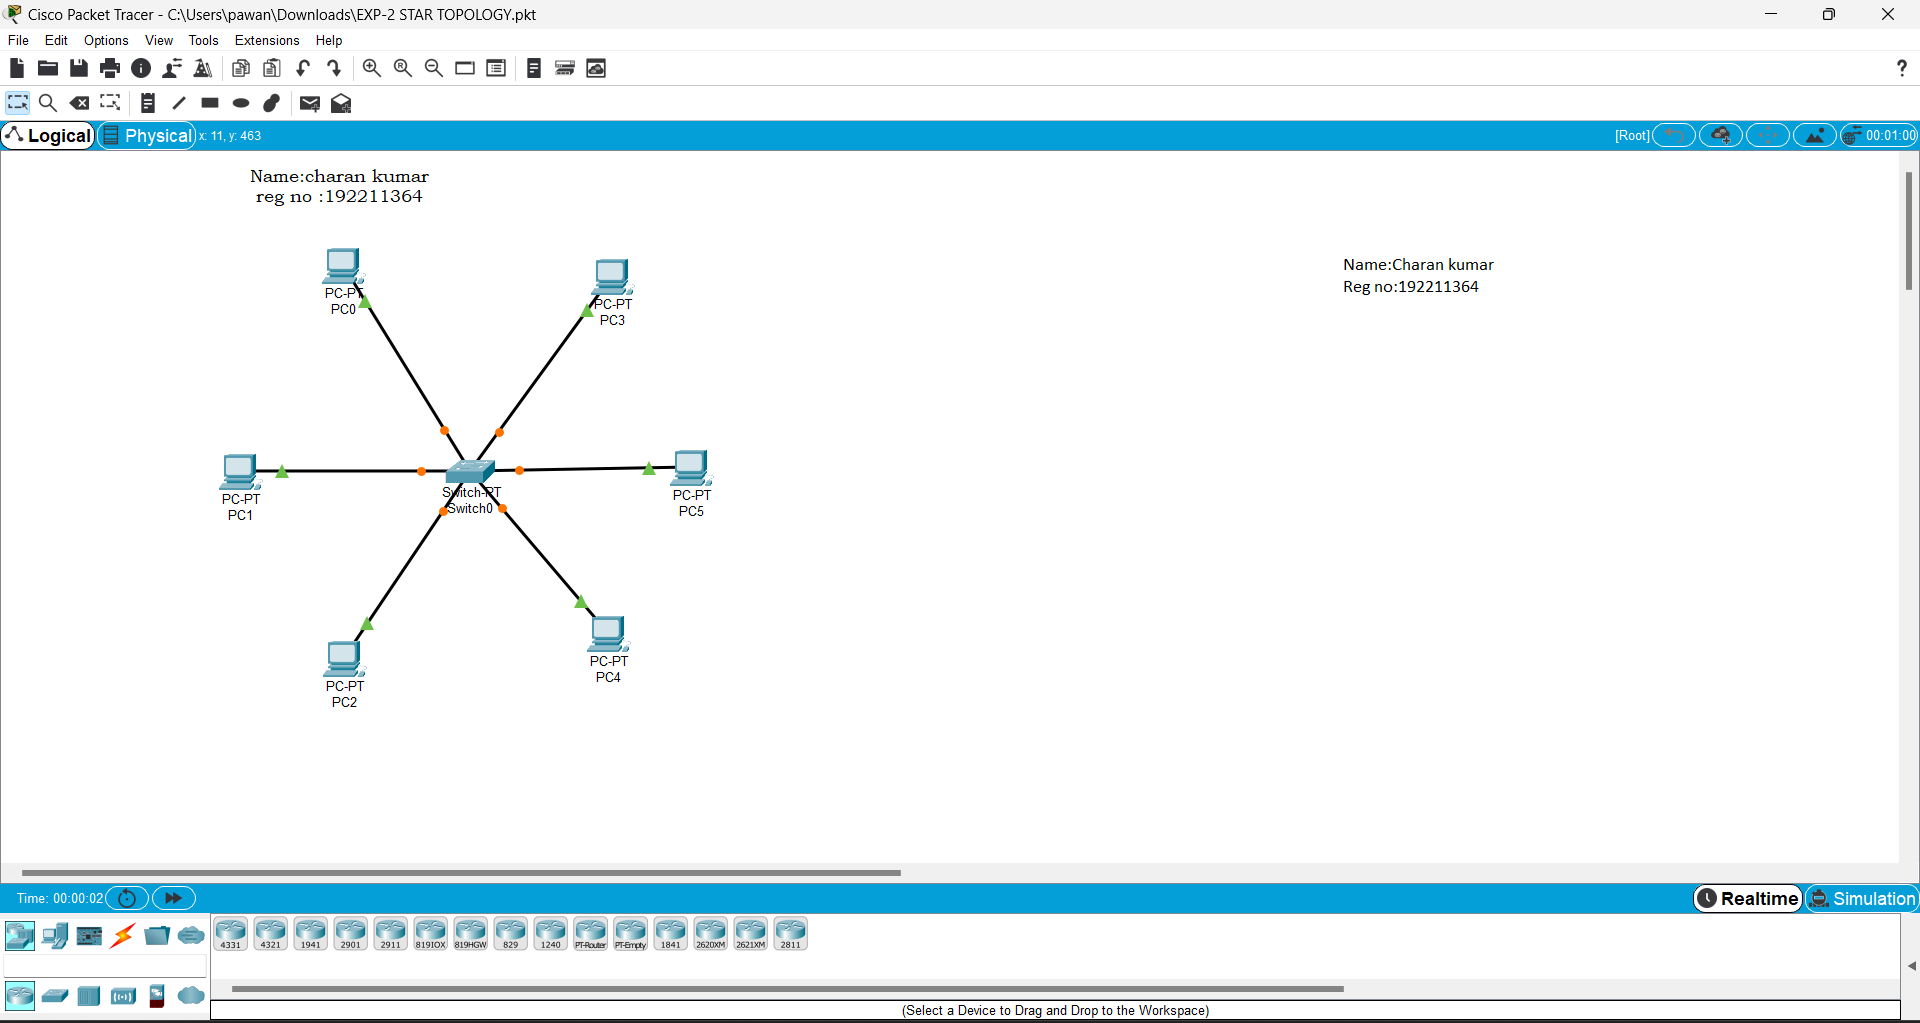 Cisco Packet Tracer - C:\Users\pawan\Downloads\EXP-2 STAR TOPOLOGY.pkt
File Edit Options View Tools Extensions Help
?
Logical Physical x: 11, y: 463 [Root] 00:01:00
Name:charan kumar
reg no :192211364
Name:Charan kumar
Reg no:192211364
PC-PT
PC0
PC-PT
PC3
PC-PT
PC1
Switch-PT
Switch0
PC-PT
PC5
PC-PT
PC2
PC-PT
PC4
Time: 00:00:02 Realtime Simulation
4331 4321 1941 2901 2911 819IOX 819HGW 829 1240 PT-Router PT-Empty 1841 2620XM 2621XM 2811
(Select a Device to Drag and Drop to the Workspace)